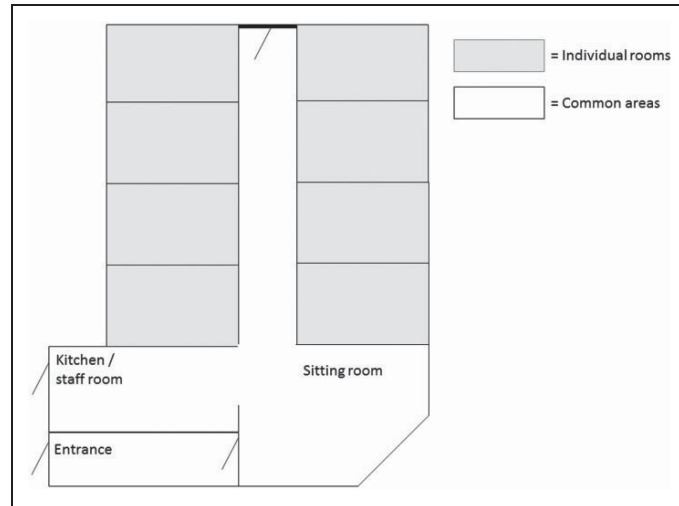 = Individual rooms
= Common areas
Kitchen /
staff room
Sitting room
Entrance